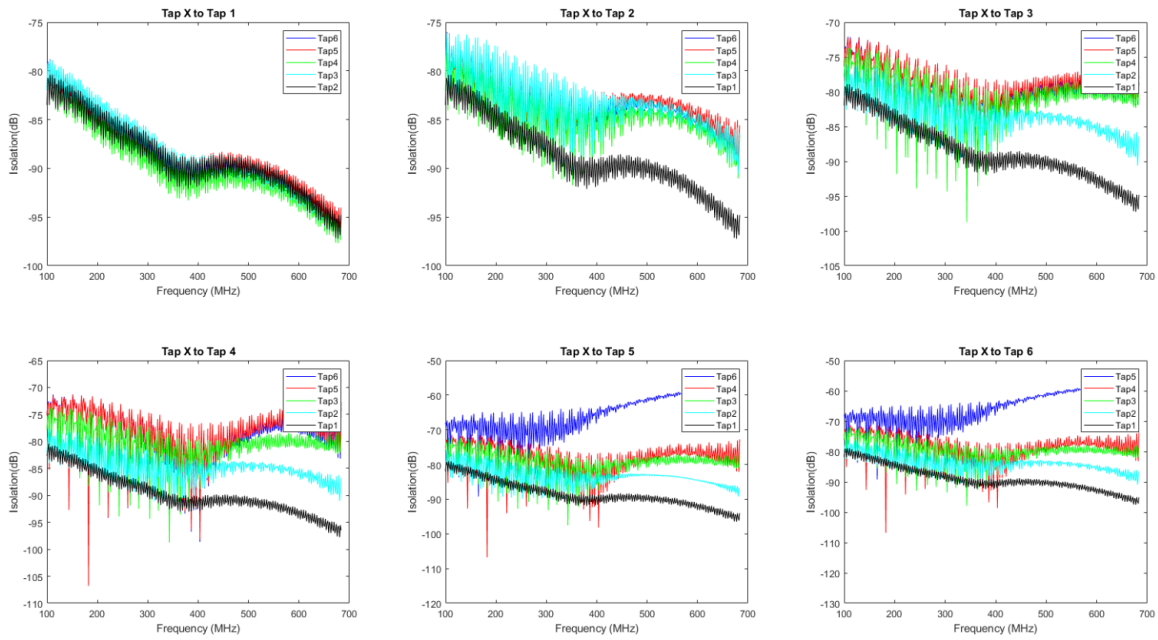 Tap X to Tap 1
-75
-80
-85
-90
-95
-100
Isolation(dB)
100 200 300 400 500 600 700
Frequency (MHz)
Tap6
Tap5
Tap4
Tap3
Tap2
Tap X to Tap 2
-75
-80
-85
-90
-95
-100
Isolation(dB)
100 200 300 400 500 600 700
Frequency (MHz)
Tap6
Tap5
Tap4
Tap3
Tap1
Tap X to Tap 3
-70
-75
-80
-85
-90
-95
-100
-105
Isolation(dB)
100 200 300 400 500 600 700
Frequency (MHz)
Tap6
Tap5
Tap4
Tap2
Tap1
Tap X to Tap 4
-65
-70
-75
-80
-85
-90
-95
-100
-105
-110
Isolation(dB)
100 200 300 400 500 600 700
Frequency (MHz)
Tap6
Tap5
Tap3
Tap2
Tap1
Tap X to Tap 5
-50
-60
-70
-80
-90
-100
-110
-120
Isolation(dB)
100 200 300 400 500 600 700
Frequency (MHz)
Tap6
Tap4
Tap3
Tap2
Tap1
Tap X to Tap 6
-50
-60
-70
-80
-90
-100
-110
-120
-130
Isolation(dB)
100 200 300 400 500 600 700
Frequency (MHz)
Tap5
Tap4
Tap3
Tap2
Tap1